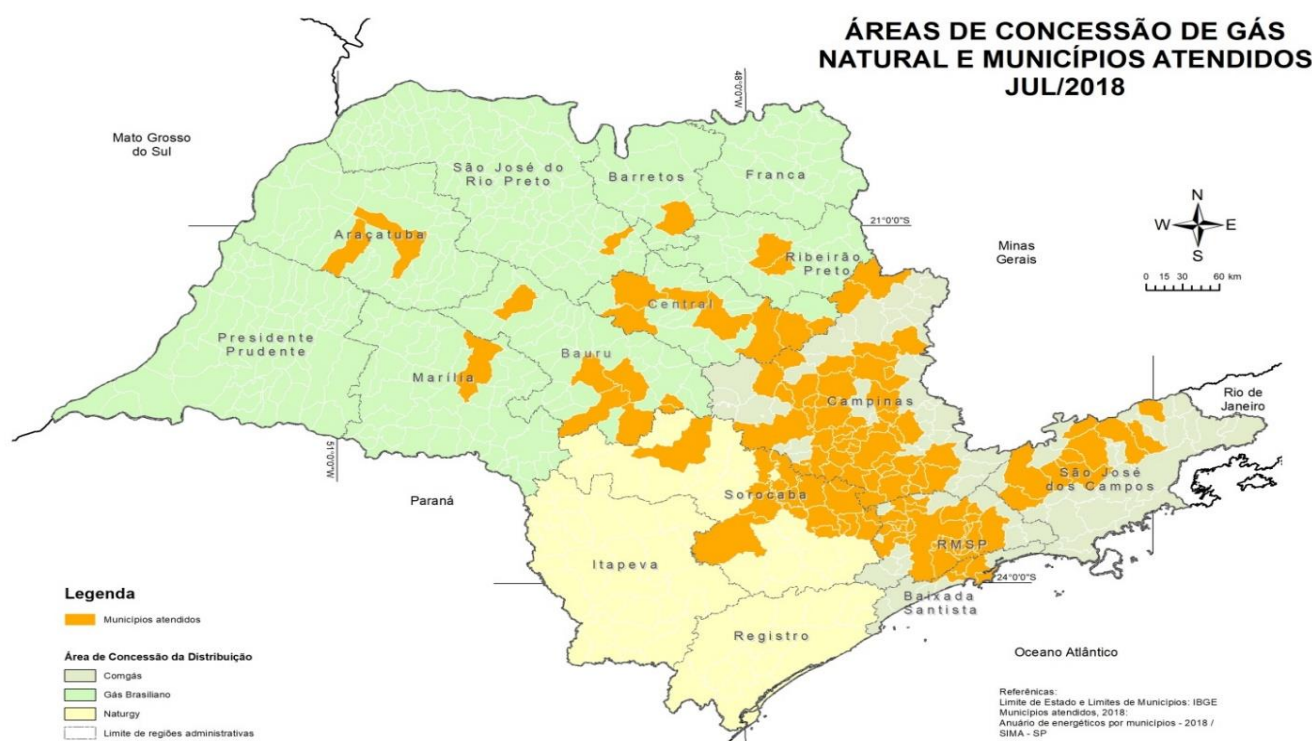 ÁREAS DE CONCESSÃO DE GÁS
NATURAL E MUNICÍPIOS ATENDIDOS
JUL/2018
48°0'0"W
Mato Grosso
do Sul
São José do
Rio Preto
Barretos
Franca
N
W
E
S
0 15 30 60 km
21°0'0"S
Minas
Gerais
Araçatuba
Ribeirão
Preto
Central
Presidente
Prudente
Bauru
Marília
Campinas
Rio de
Janeiro
51°0'0"W
Paraná
São José
dos Campos
Sorocaba
RMSP
Itapeva
24°0'0"S
Baixada
Santista
Registro
Oceano Atlântico
Legenda
Municípios atendidos
Área de Concessão da Distribuição
Comgás
Gás Brasiliano
Naturgy
Limite de regiões administrativas
Referênicas:
Limite de Estado e Limites de Municípios: IBGE
Municípios atendidos, 2018:
Anuário de energéticos por municípios - 2018 /
SIMA - SP